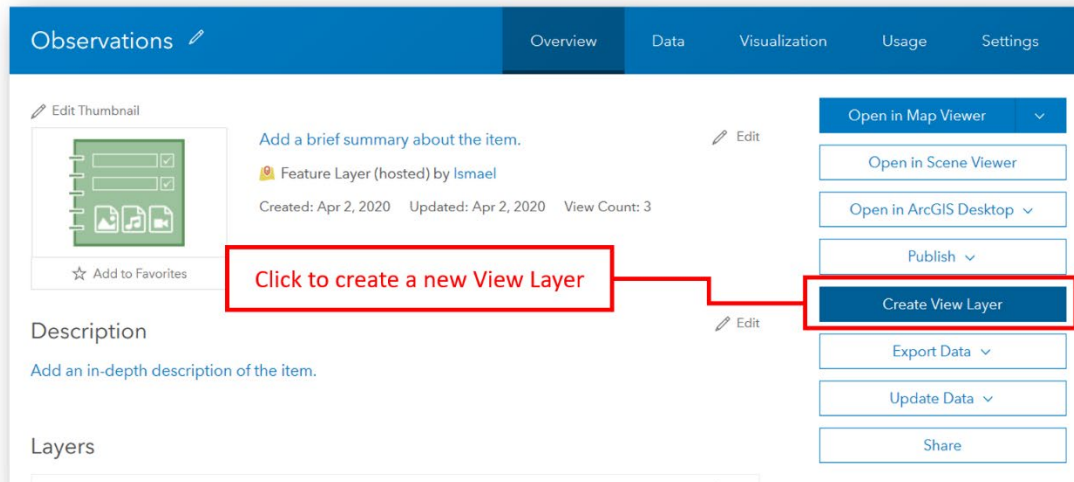 Observations
Overview Data Visualization Usage Settings
Edit Thumbnail
Add to Favorites
Add a brief summary about the item.
Edit
Feature Layer (hosted) by Ismael
Created: Apr 2, 2020 Updated: Apr 2, 2020 View Count: 3
Click to create a new View Layer
Description
Edit
Add an in-depth description of the item.
Layers
Open in Map Viewer
Open in Scene Viewer
Open in ArcGIS Desktop
Publish
Create View Layer
Export Data
Update Data
Share